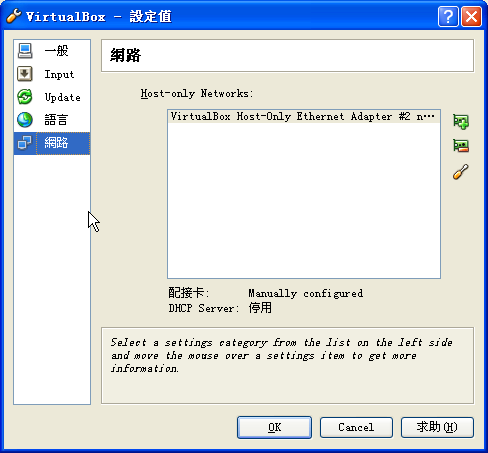 VirtualBox - 設定值
一般
Input
Update
語言
網路
網路
Host-only Networks:
VirtualBox Host-Only Ethernet Adapter #2 n…
配接卡: Manually configured
DHCP Server: 停用
Select a settings category from the list on the left side
and move the mouse over a settings item to get more
information.
OK
Cancel
求助(H)